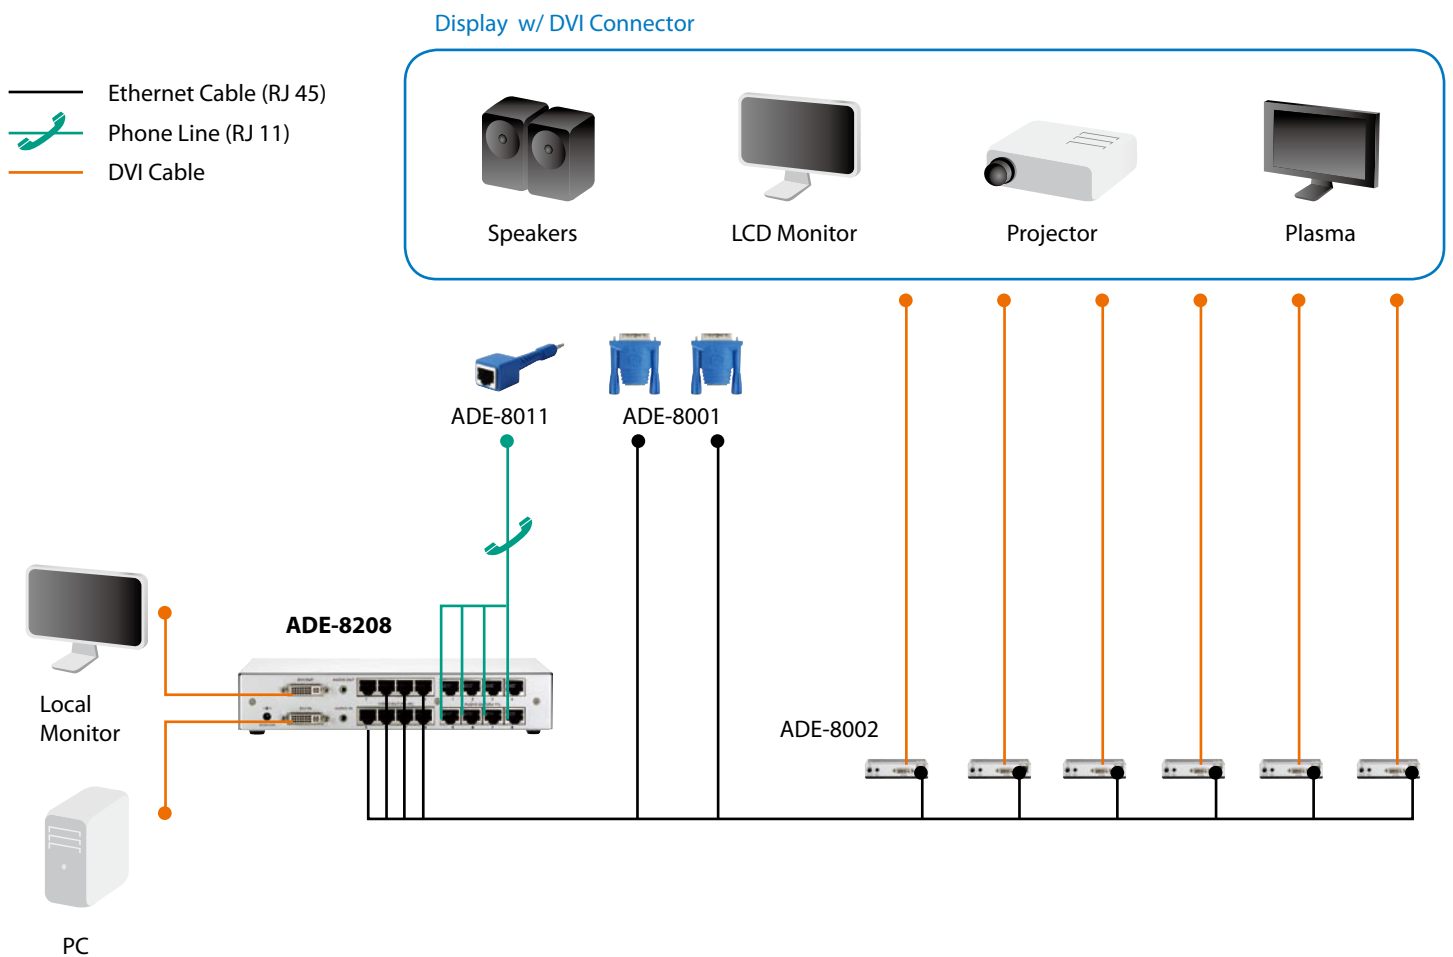 Display w/ DVI Connector
Ethernet Cable (RJ 45)
Phone Line (RJ 11)
DVI Cable
Speakers
LCD Monitor
Projector
Plasma
ADE-8011
ADE-8001
ADE-8208
Local
Monitor
ADE-8002
PC